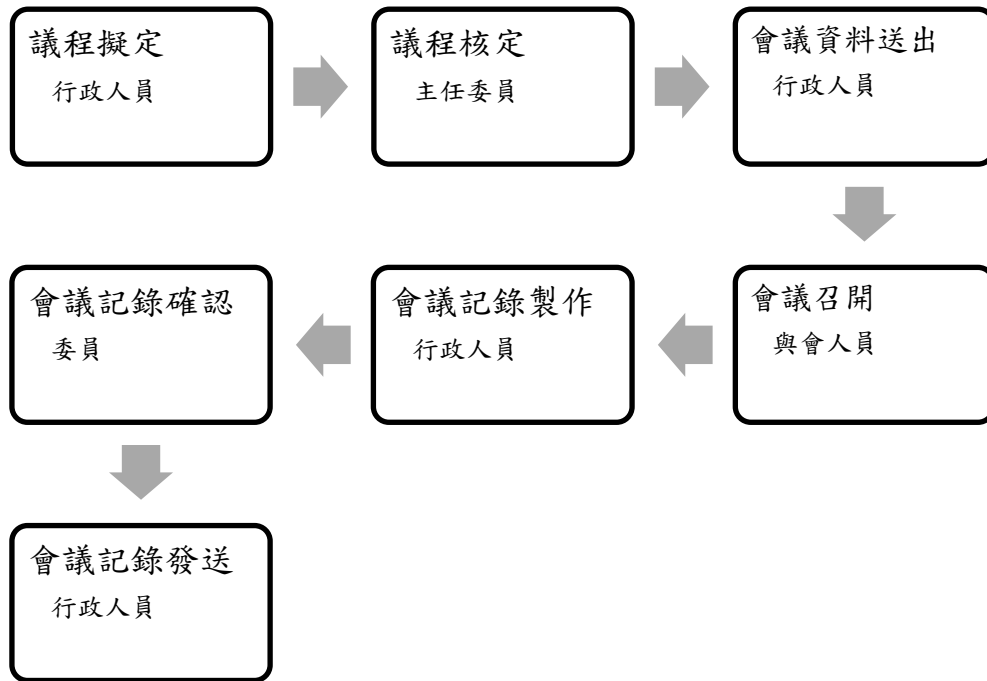 議程擬定
行政人員
議程核定
主任委員
會議資料送出
行政人員
會議召開
與會人員
會議記錄製作
行政人員
會議記錄確認
委員
會議記錄發送
行政人員